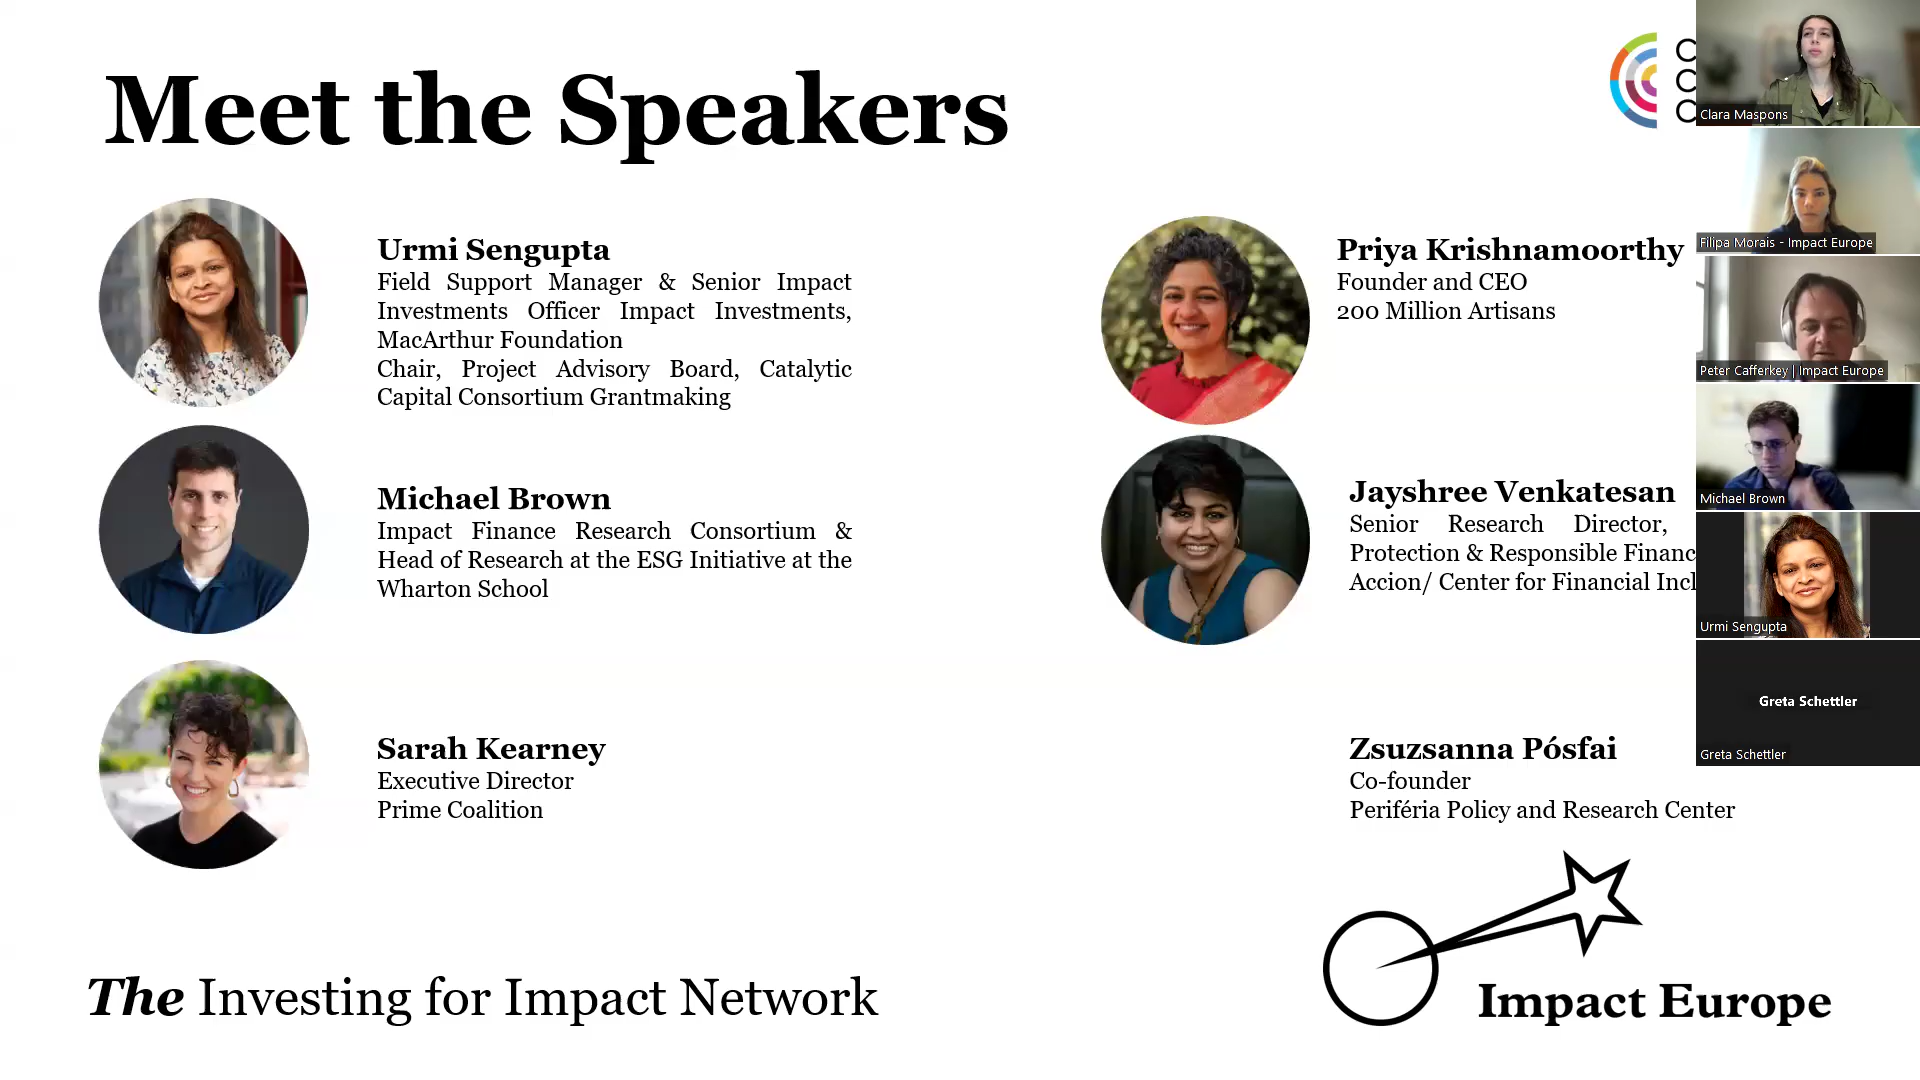 Meet the Speakers
Urmi Sengupta
Field Support Manager & Senior Impact
Investments Officer Impact Investments,
MacArthur Foundation
Chair, Project Advisory Board, Catalytic
Capital Consortium Grantmaking
Michael Brown
Impact Finance Research Consortium &
Head of Research at the ESG Initiative at the
Wharton School
Sarah Kearney
Executive Director
Prime Coalition
Priya Krishnamoorthy
Founder and CEO
200 Million Artisans
Jayshree Venkatesan
Senior Research Director,
Protection & Responsible Financ
Accion/ Center for Financial Incl
Zsuzsanna Pósfai
Co-founder
Periféria Policy and Research Center
The Investing for Impact Network
Impact Europe
C
C
C
Clara Maspons
Filipa Morais - Impact Europe
Peter Cafferkey | Impact Europe
Michael Brown
Urmi Sengupta
Greta Schettler
Greta Schettler